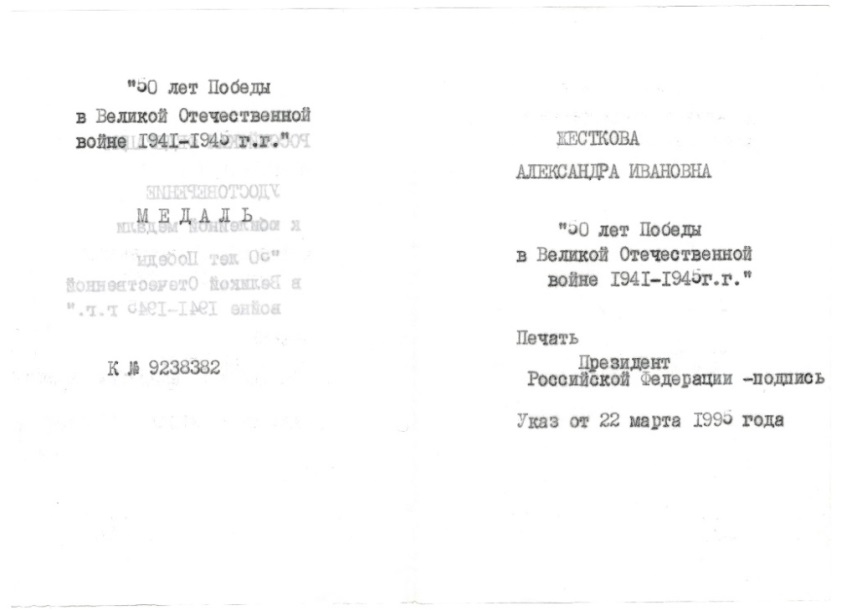 "50 лет Победы
в Великой Отечественной
войне 1941-1945 г.г."
МЕДАЛЬ
К № 9238382
ЖЕСТКОВА
АЛЕКСАНДРА ИВАНОВНА
"50 лет Победы
в Великой Отечественной
войне 1941-1945г.г."
Печать
Президент
Российской Федерации -подпись
Указ от 22 марта 1995 года